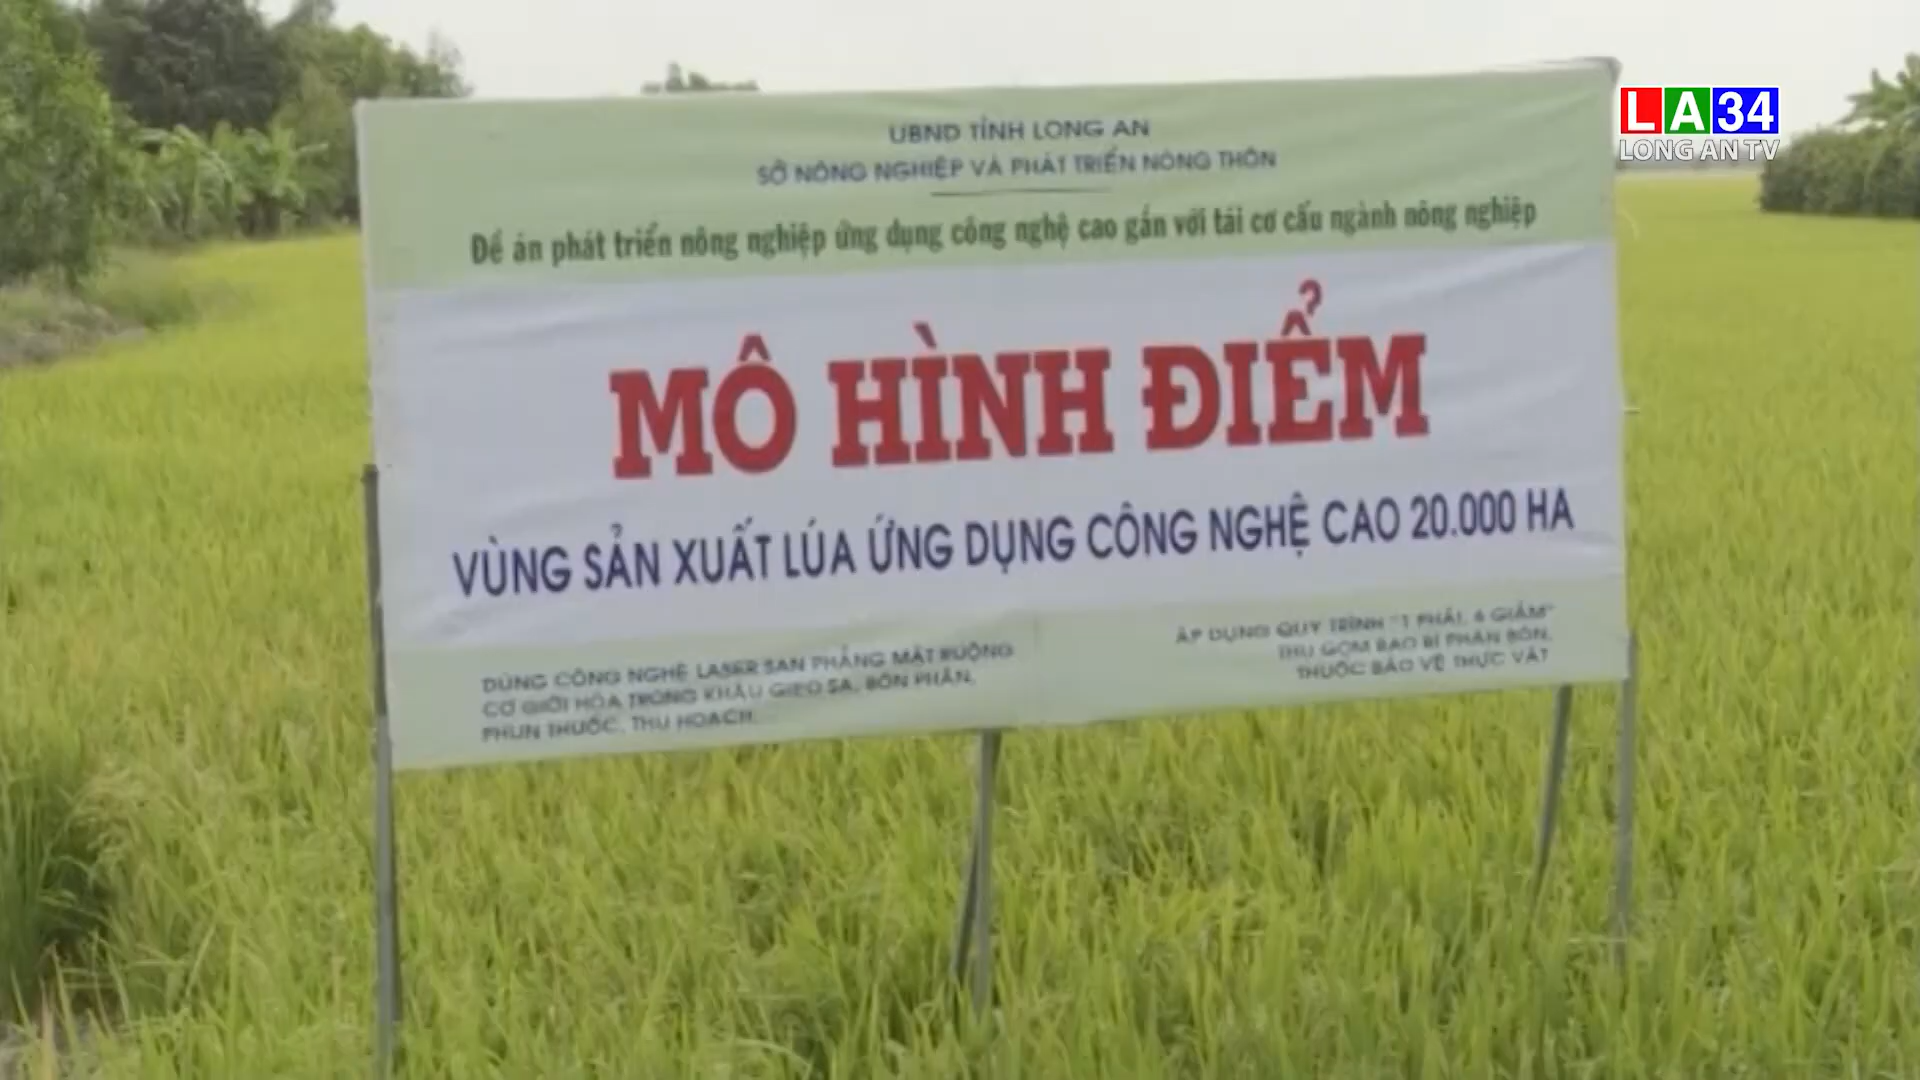 LA34
LONG AN TV
UBND TỈNH LONG AN
SỞ NÔNG NGHIỆP VÀ PHÁT TRIỂN NÔNG THÔN
Đề án phát triển nông nghiệp ứng dụng công nghệ cao gắn với tái cơ cấu ngành nông nghiệp
MÔ HÌNH ĐIỂM
VÙNG SẢN XUẤT LÚA ỨNG DỤNG CÔNG NGHỆ CAO 20.000 HA
DÙNG CÔNG NGHỆ LASER SAN PHẲNG MẶT RUỘNG
CƠ GIỚI HÓA TRONG KHÂU GIEO SẠ, BÓN PHÂN,
PHUN THUỐC, THU HOẠCH...
ÁP DỤNG QUY TRÌNH "1 PHẢI, 6 GIẢM"
THU GOM BAO BÌ PHÂN BÓN,
THUỐC BẢO VỆ THỰC VẬT